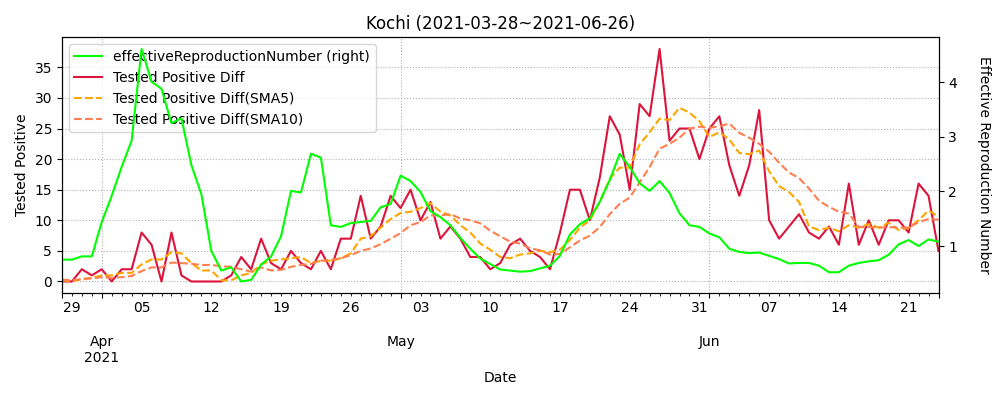 Kochi (2021-03-28~2021-06-26)
effectiveReproductionNumber (right)
Tested Positive Diff
Tested Positive Diff(SMA5)
Tested Positive Diff(SMA10)
Tested Positive
35
30
25
20
15
10
5
0
4
3
2
1
Effective Reproduction Number
29 05 12 19 26 03 10 17 24 31 07 14 21
Apr May Jun
2021
Date